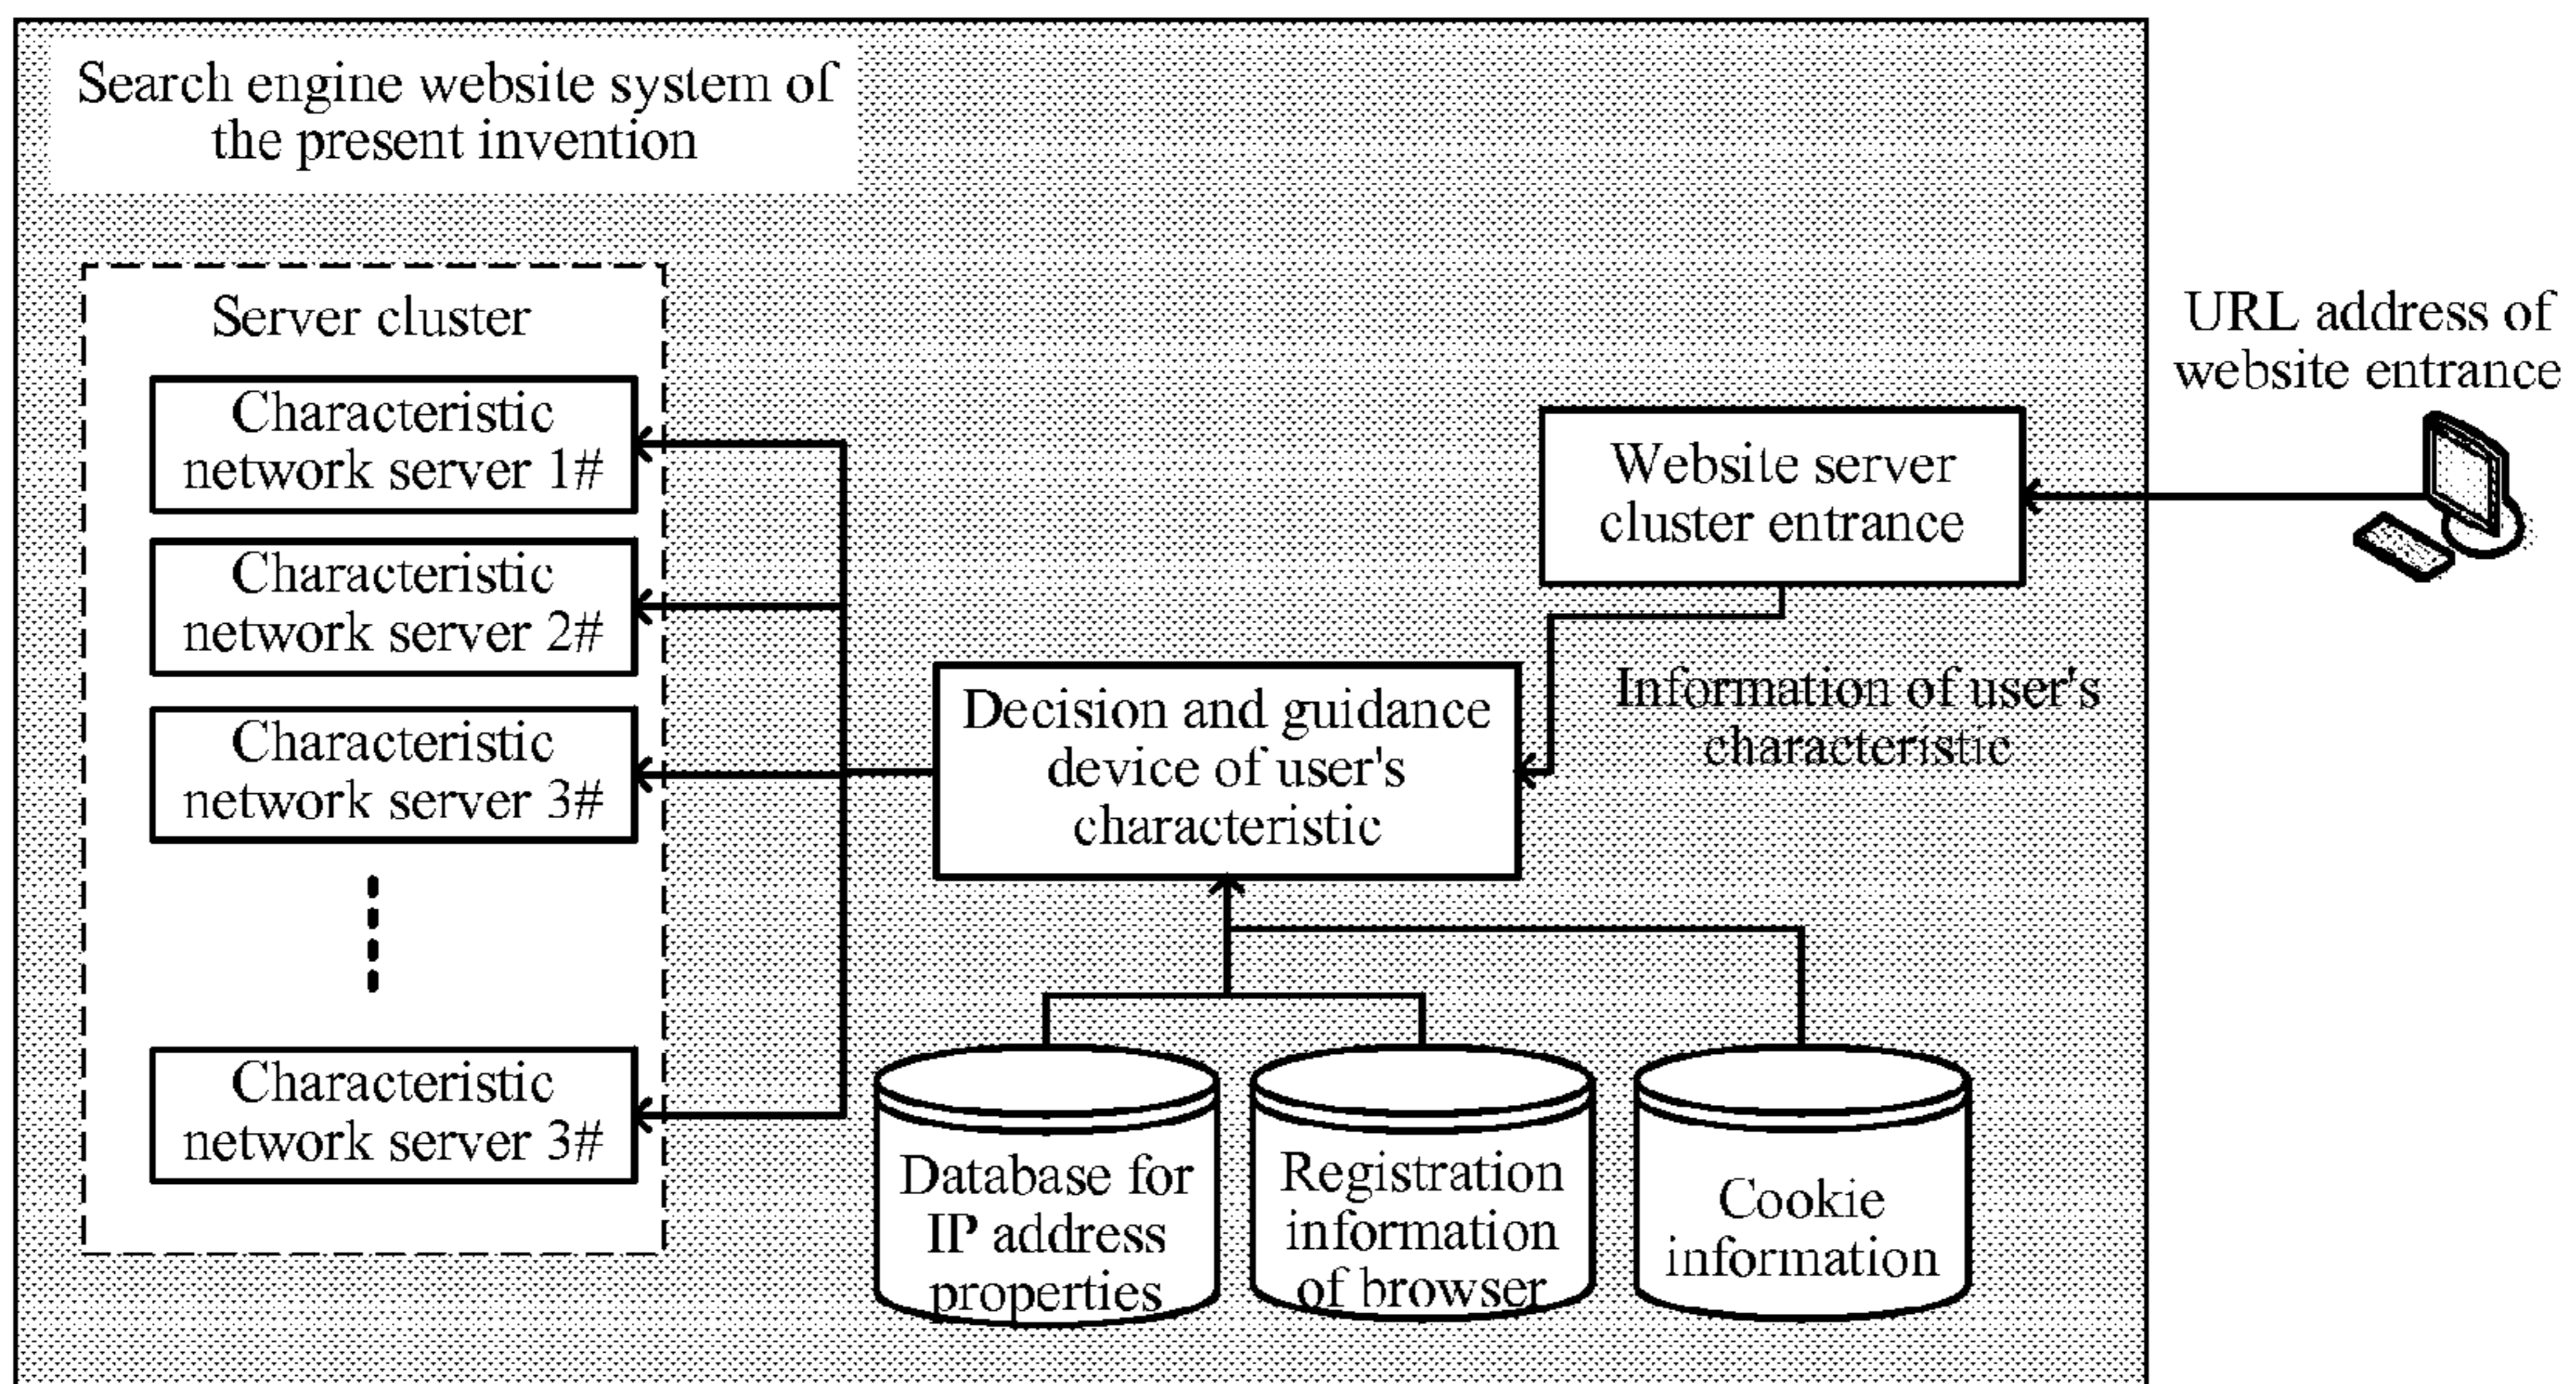 Search engine website system of
the present invention
Server cluster
Characteristic
network server 1#
Characteristic
network server 2#
Characteristic
network server 3#
Characteristic
network server 3#
Decision and guidance
device of user's
characteristic
Website server
cluster entrance
Information of user's
characteristic
URL address of
website entrance
Database for
IP address
properties
Registration
information
of browser
Cookie
information